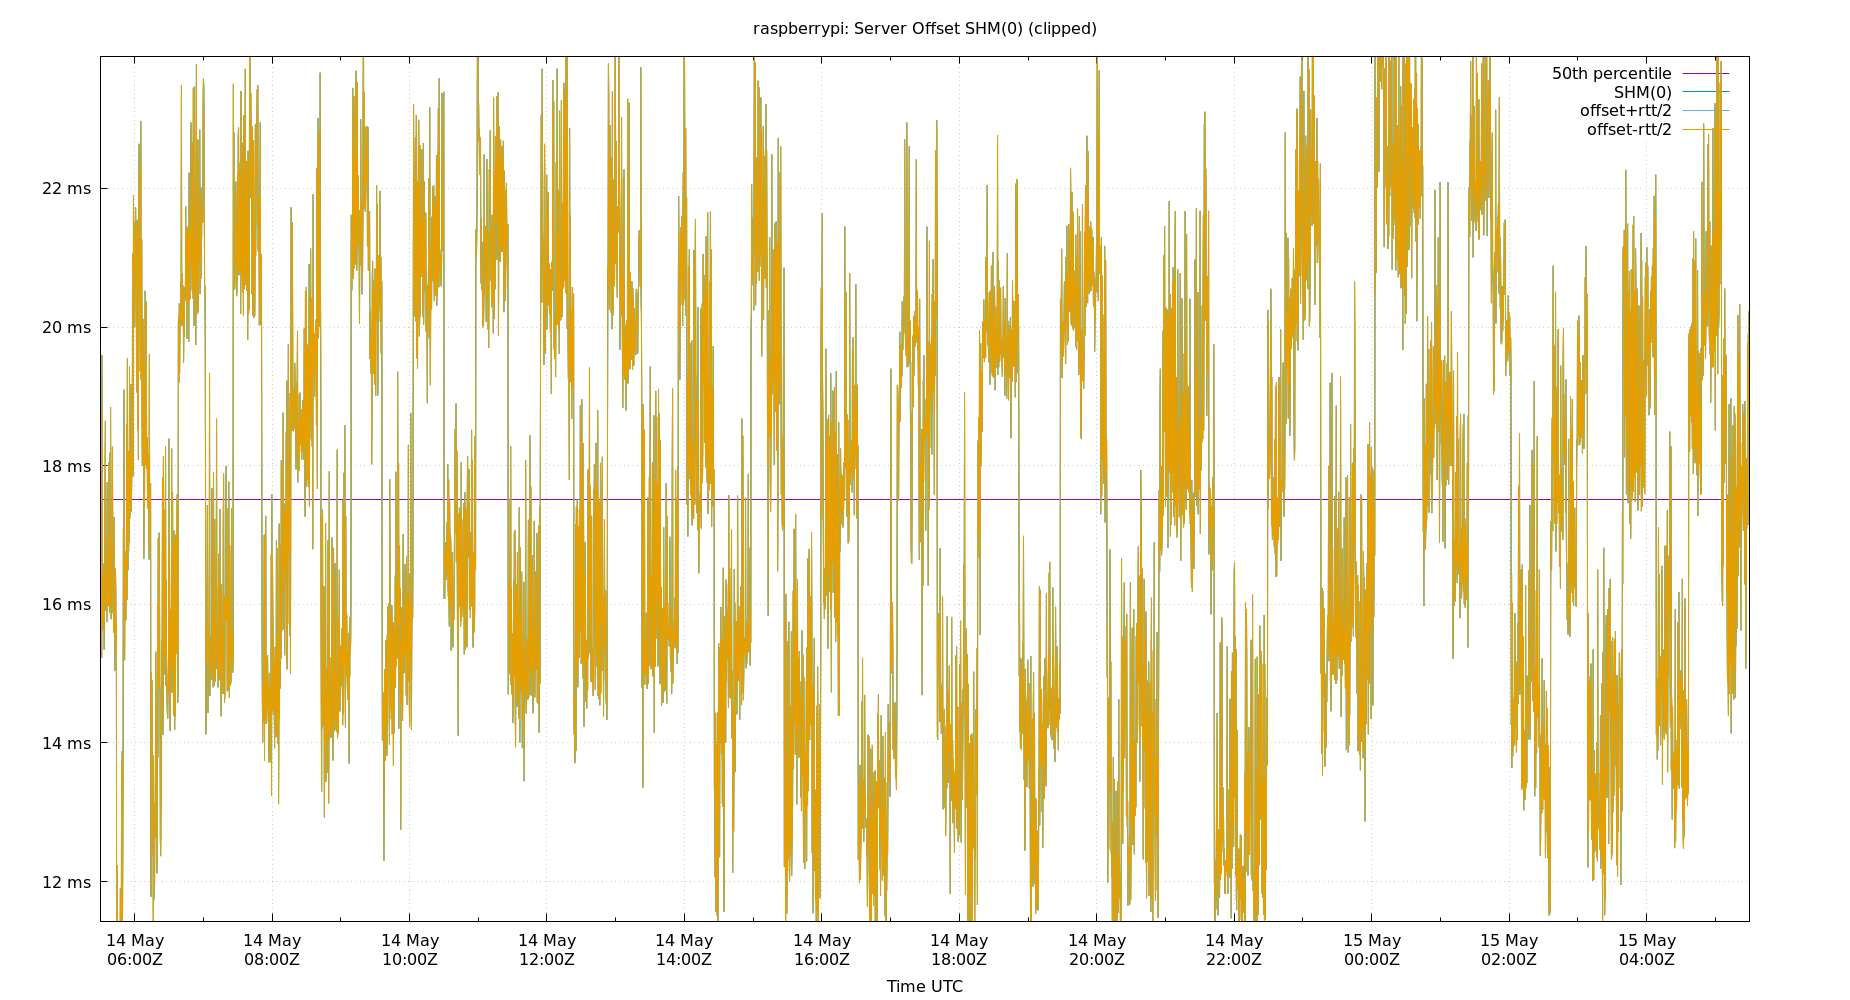 raspberrypi: Server Offset SHM(0) (clipped)
50th percentile
SHM(0)
offset+rtt/2
offset-rtt/2
22 ms
20 ms
18 ms
16 ms
14 ms
12 ms
14 May 14 May 14 May 14 May 14 May 14 May 14 May 14 May 14 May 15 May 15 May 15 May
06:00Z 08:00Z 10:00Z 12:00Z 14:00Z 16:00Z 18:00Z 20:00Z 22:00Z 00:00Z 02:00Z 04:00Z
Time UTC